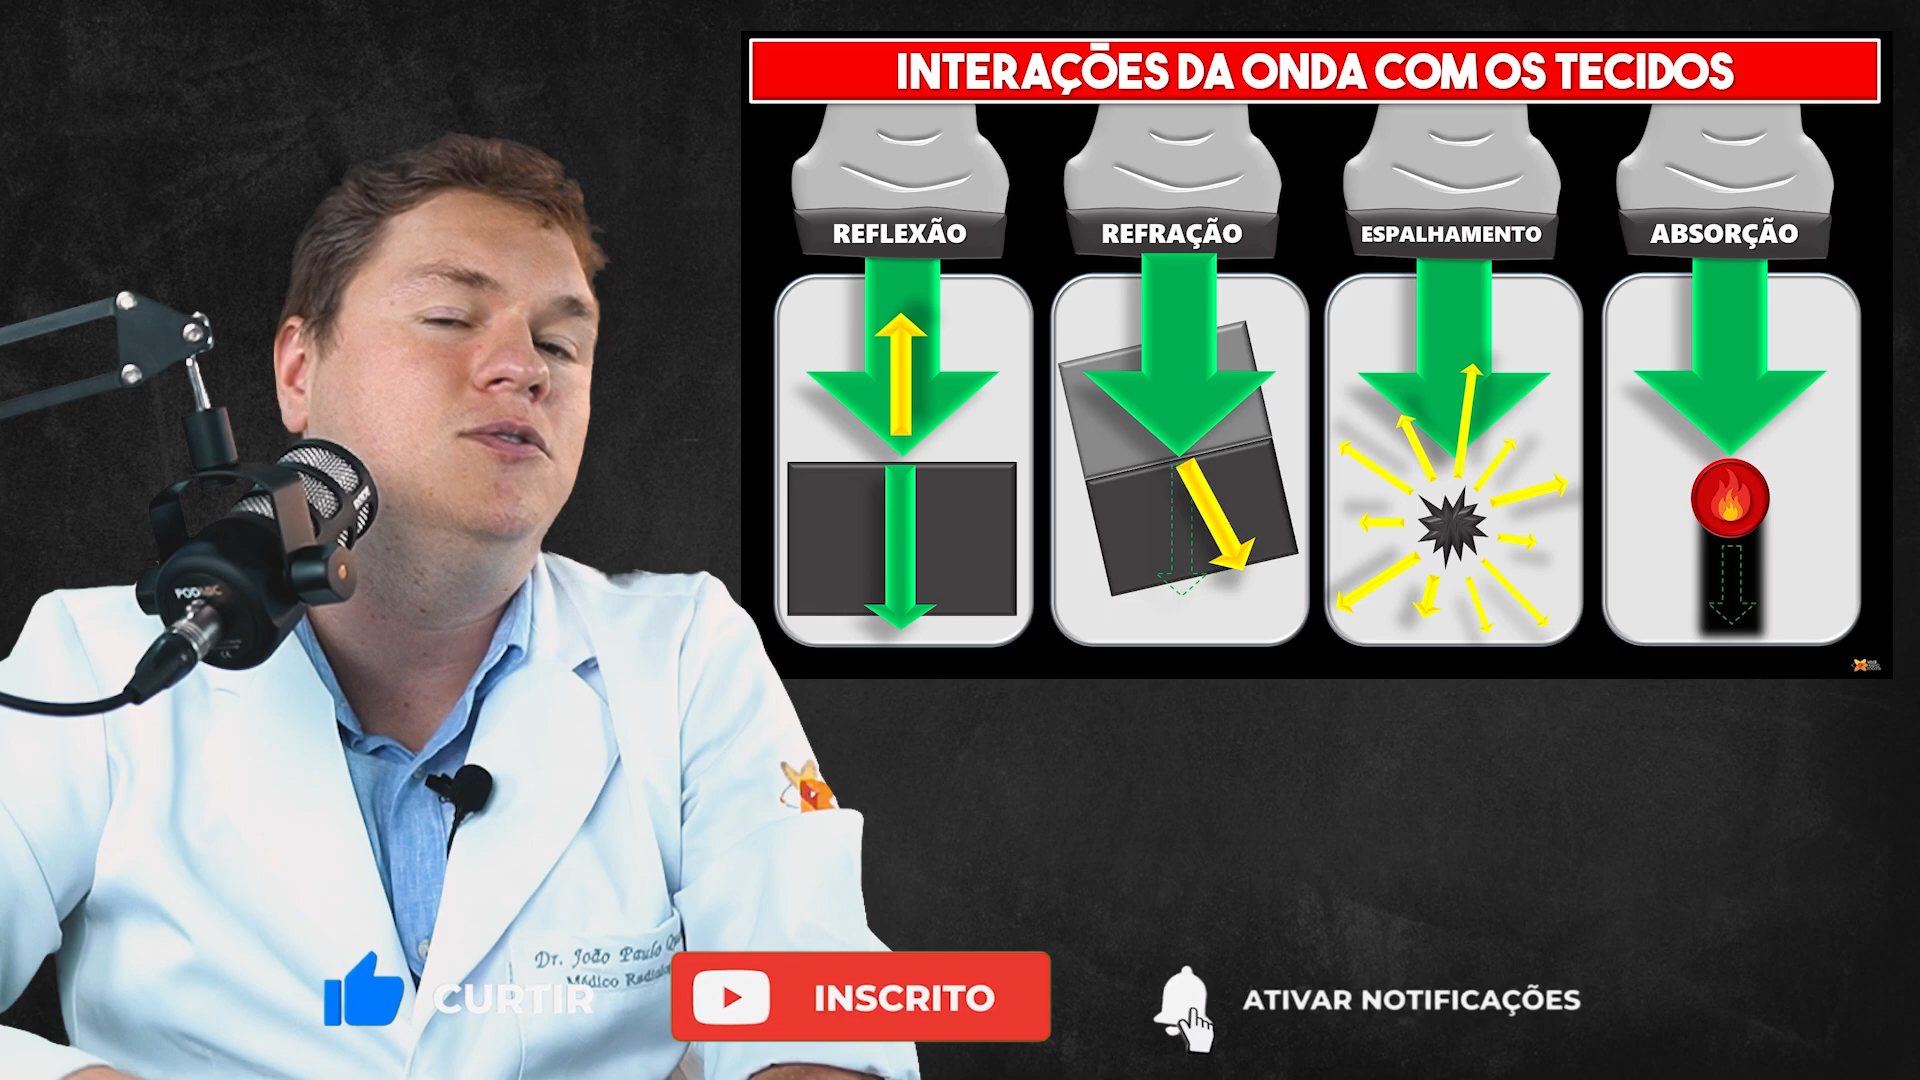 INTERAÇÕES DA ONDA COM OS TECIDOS
REFLEXÃO
REFRAÇÃO
ESPALHAMENTO
ABSORÇÃO
Dr. João Paulo
Médico
CURTIR
INSCRITO
ATIVAR NOTIFICAÇÕES